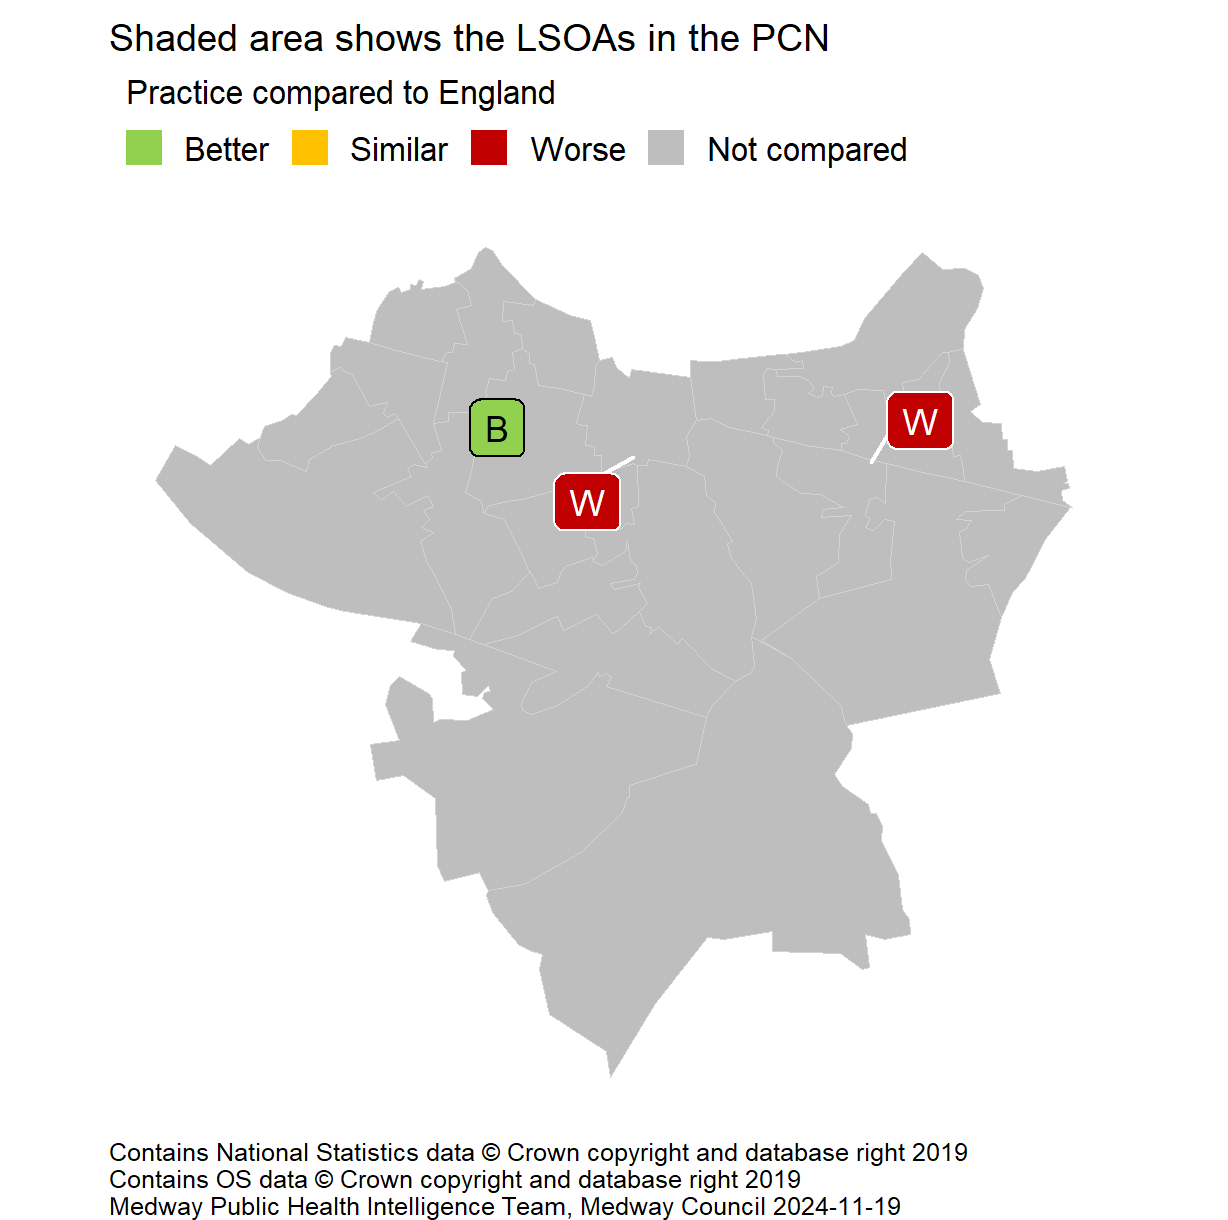 Shaded area shows the LSOAs in the PCN
Practice compared to England
Better Similar Worse Not compared
W
B
W
Contains National Statistics data © Crown copyright and database right 2019
Contains OS data © Crown copyright and database right 2019
Medway Public Health Intelligence Team, Medway Council 2024-11-19